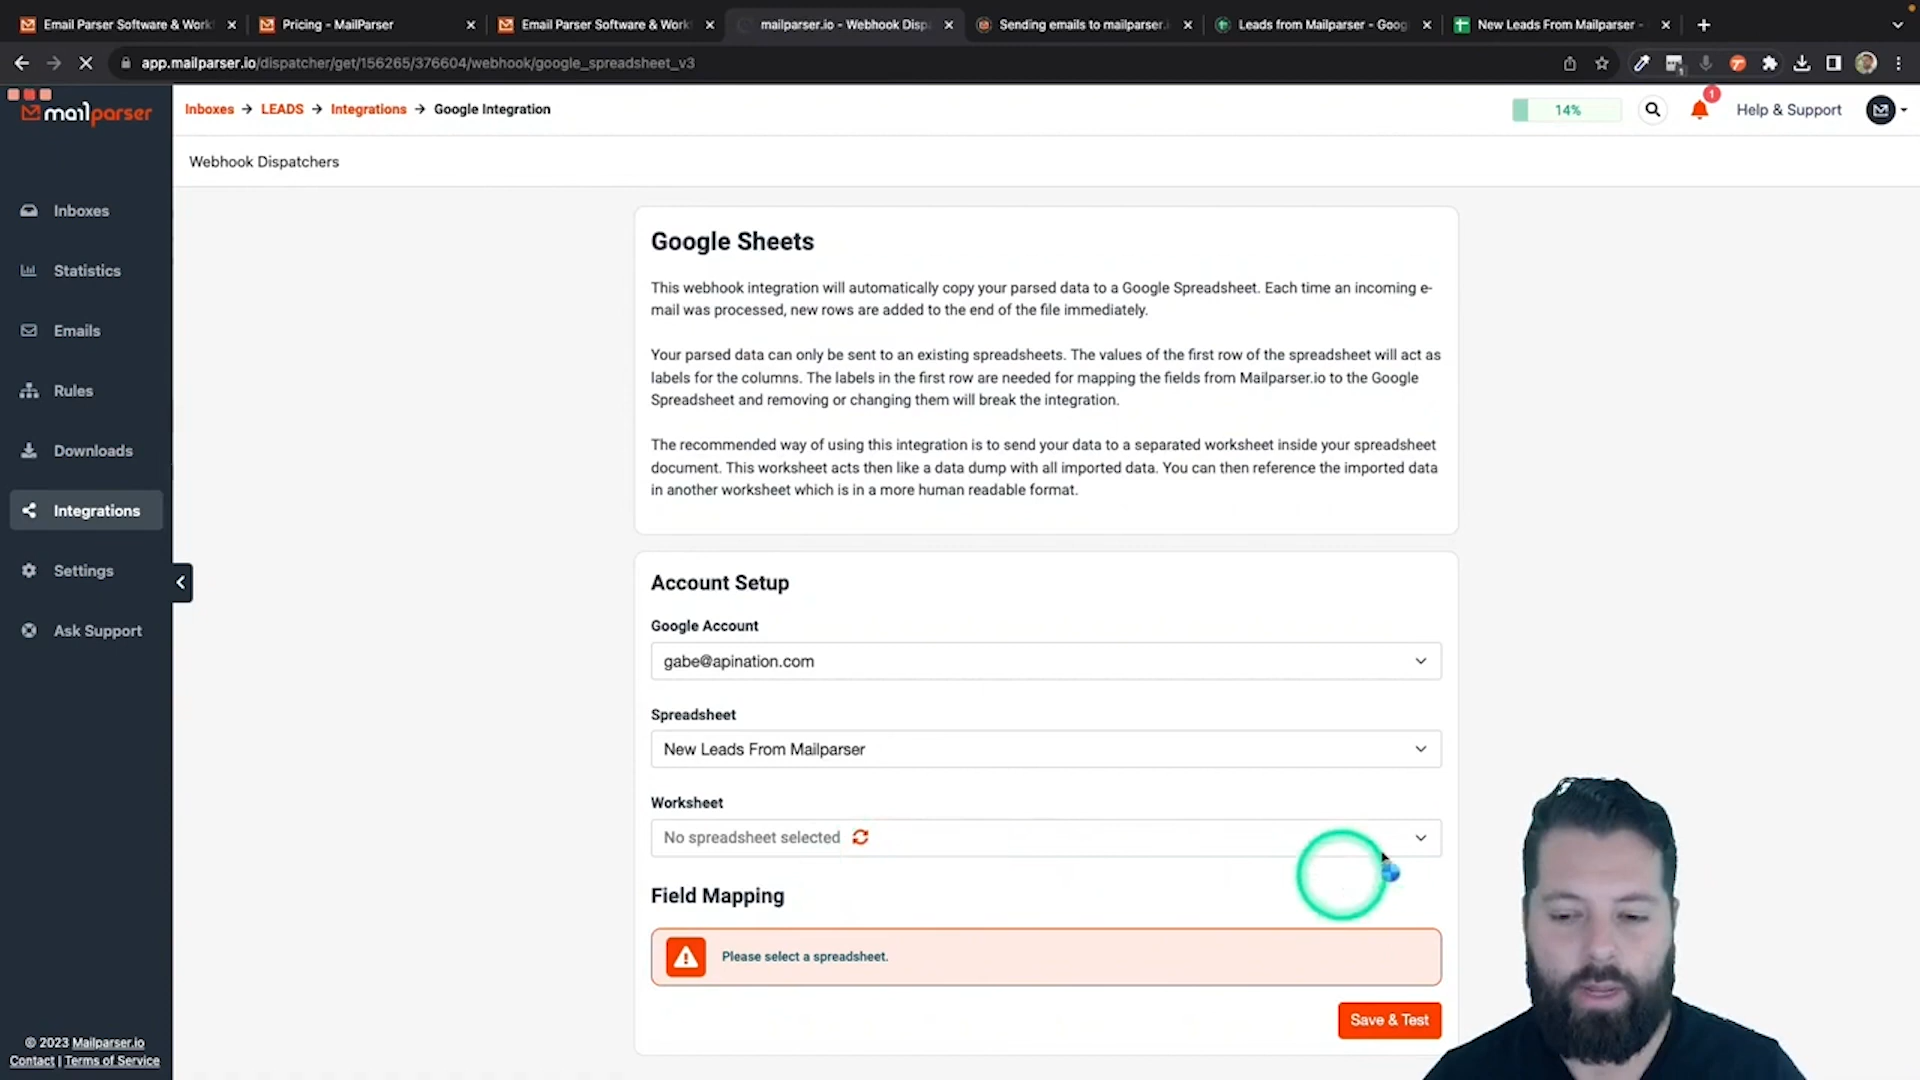 Email Parser Software & Work
Pricing - MailParser
Email Parser Software & Work
mailparser.io - Webhook Disp
Sending emails to mailparser.
Leads from Mailparser - Goog
New Leads From Mailparser -
app.mailparser.io/dispatcher/get/156265/376604/webhook/google_spreadsheet_v3
mailparser
Inboxes → LEADS → Integrations → Google Integration
14%
1
Help & Support
Webhook Dispatchers
Inboxes
Statistics
Emails
Rules
Downloads
Integrations
Settings
Ask Support
Google Sheets
This webhook integration will automatically copy your parsed data to a Google Spreadsheet. Each time an incoming e-
mail was processed, new rows are added to the end of the file immediately.
Your parsed data can only be sent to an existing spreadsheets. The values of the first row of the spreadsheet will act as
labels for the columns. The labels in the first row are needed for mapping the fields from Mailparser.io to the Google
Spreadsheet and removing or changing them will break the integration.
The recommended way of using this integration is to send your data to a separated worksheet inside your spreadsheet
document. This worksheet acts then like a data dump with all imported data. You can then reference the imported data
in another worksheet which is in a more human readable format.
Account Setup
Google Account
gabe@apination.com
Spreadsheet
New Leads From Mailparser
Worksheet
No spreadsheet selected
Field Mapping
Please select a spreadsheet.
Save & Test
© 2023 Mailparser.io
Contact | Terms of Service